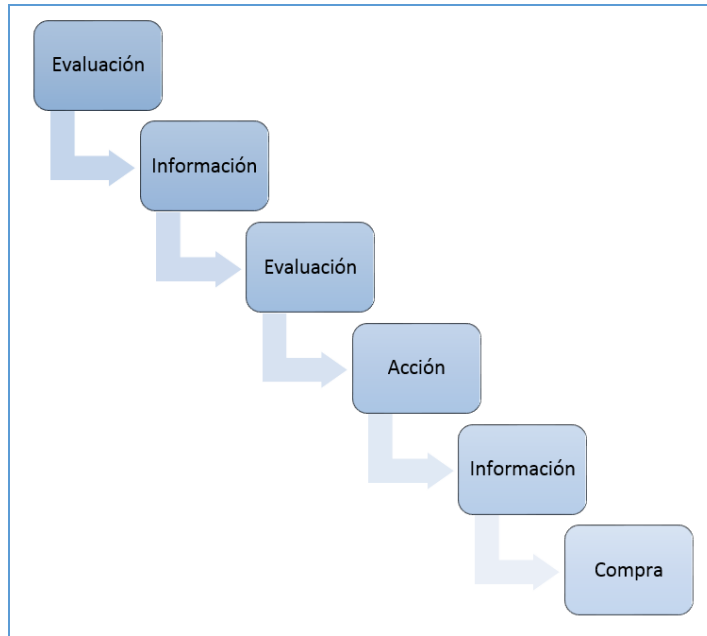 Evaluación
Información
Evaluación
Acción
Información
Compra